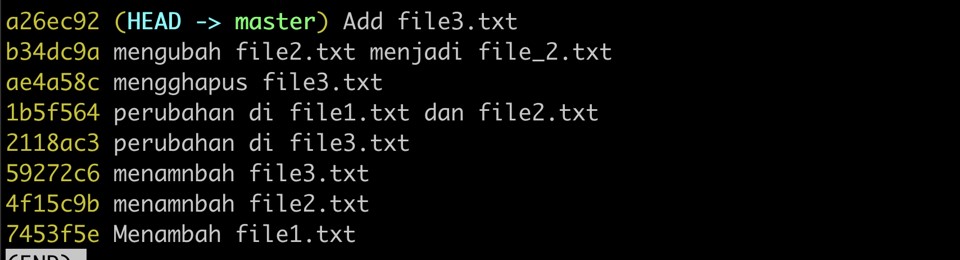 a26ec92 (HEAD -> master) Add file3.txt
b34dc9a mengubah file2.txt menjadi file_2.txt
ae4a58c mengghapus file3.txt
1b5f564 perubahan di file1.txt dan file2.txt
2118ac3 perubahan di file3.txt
59272c6 menamnbah file3.txt
4f15c9b menamnbah file2.txt
7453f5e Menambah file1.txt
(END)